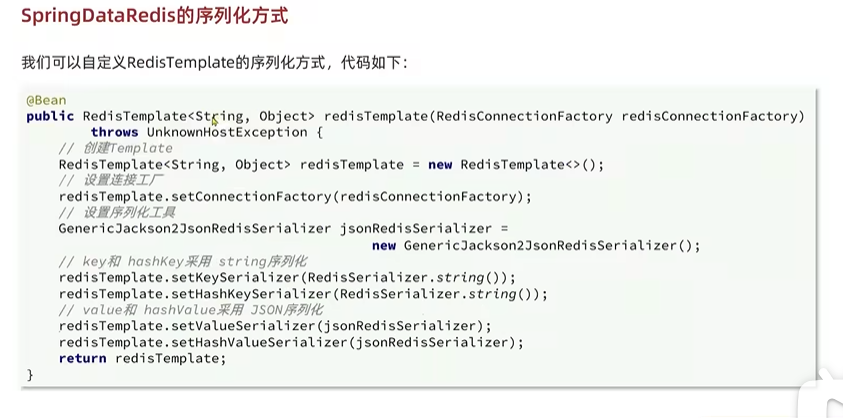 SpringDataRedis的序列化方式
我们可以自定义RedisTemplate的序列化方式，代码如下：
@Bean
public RedisTemplate<String, Object> redisTemplate(RedisConnectionFactory redisConnectionFactory)
throws UnknownHostException {
// 创建Template
RedisTemplate<String, Object> redisTemplate = new RedisTemplate<>();
// 设置连接工厂
redisTemplate.setConnectionFactory(redisConnectionFactory);
// 设置序列化工具
GenericJackson2JsonRedisSerializer jsonRedisSerializer =
new GenericJackson2JsonRedisSerializer();
// key和 hashKey采用 string序列化
redisTemplate.setKeySerializer(RedisSerializer.string());
redisTemplate.setHashKeySerializer(RedisSerializer.string());
// value和 hashValue采用 JSON序列化
redisTemplate.setValueSerializer(jsonRedisSerializer);
redisTemplate.setHashValueSerializer(jsonRedisSerializer);
return redisTemplate;
}